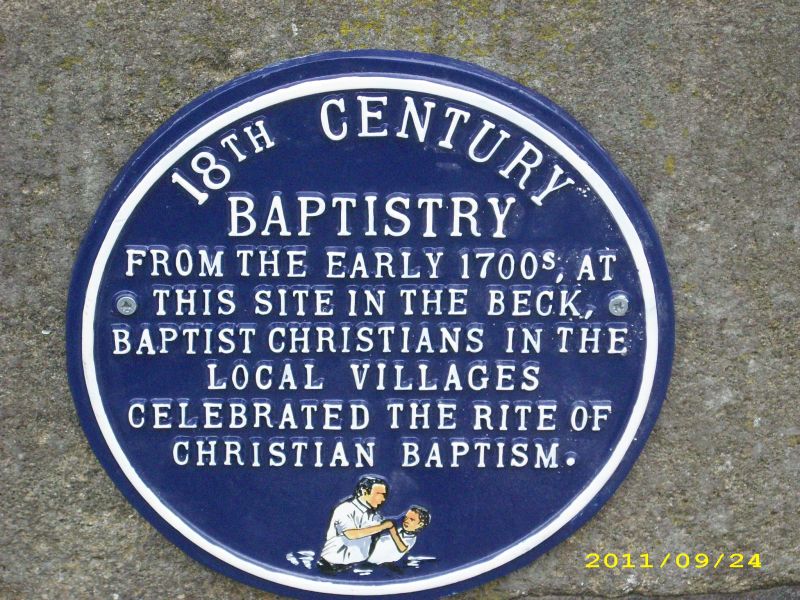 18TH CENTURY
BAPTISTRY
FROM THE EARLY 1700s, AT
THIS SITE IN THE BECK,
BAPTIST CHRISTIANS IN THE
LOCAL VILLAGES
CELEBRATED THE RITE OF
CHRISTIAN BAPTISM.
2011/09/24